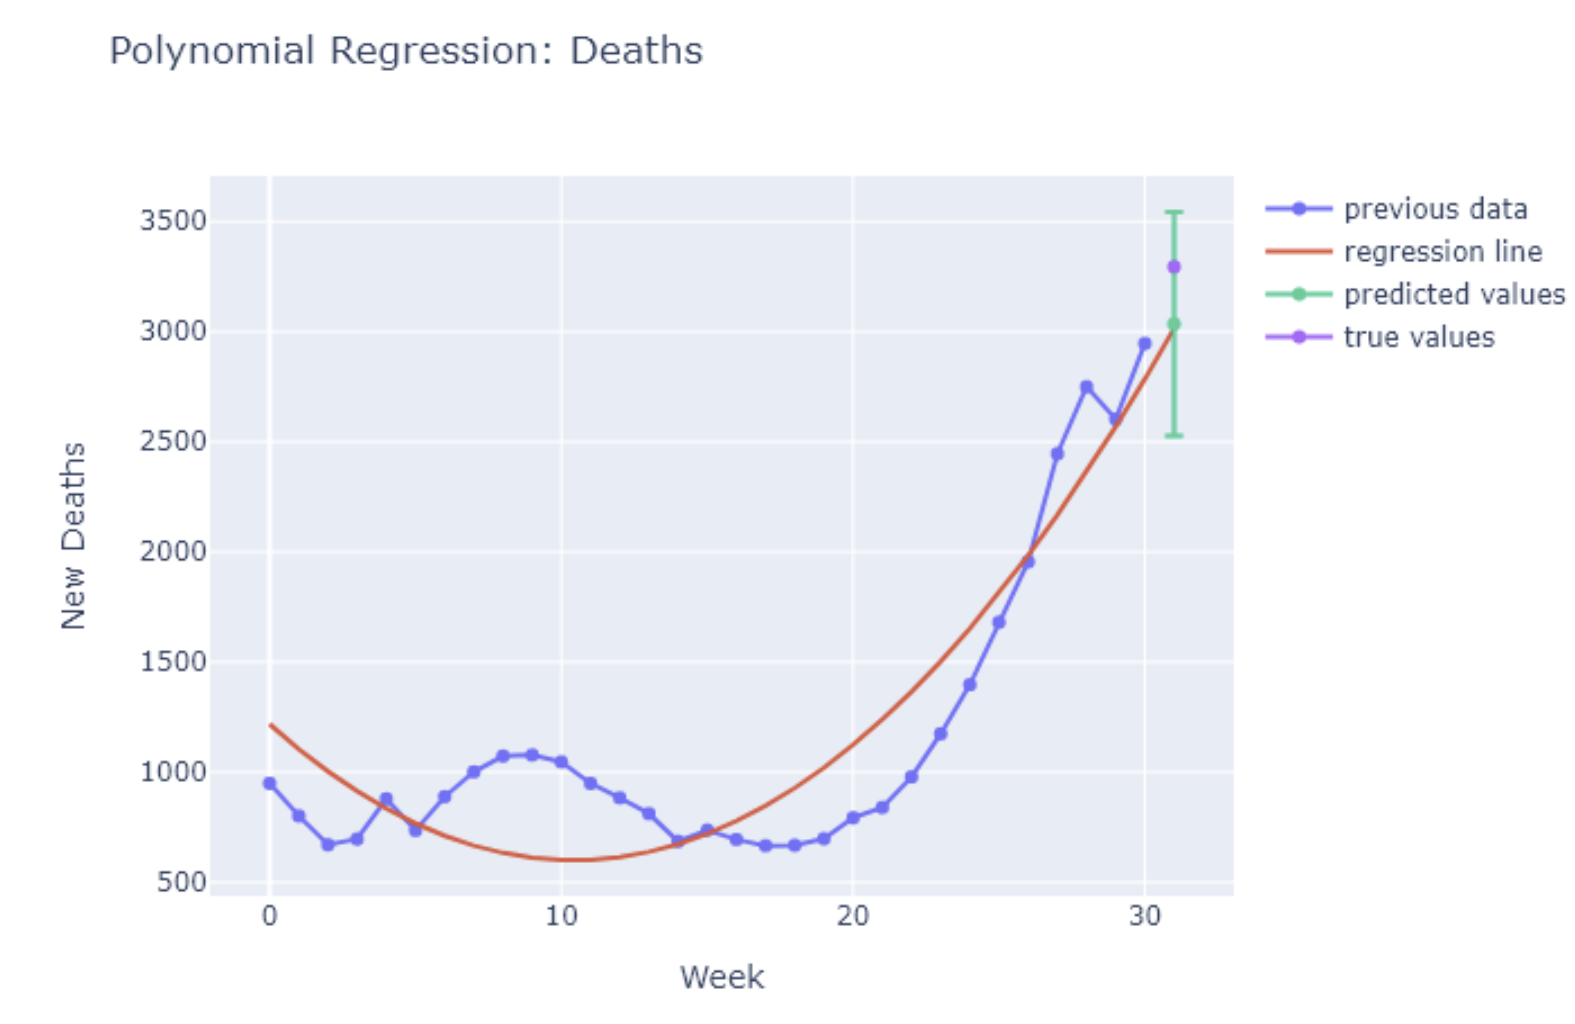 Polynomial Regression: Deaths
3500
3000
2500
2000
1500
1000
500
New Deaths
0
10
20
30
Week
previous data
regression line
predicted values
true values